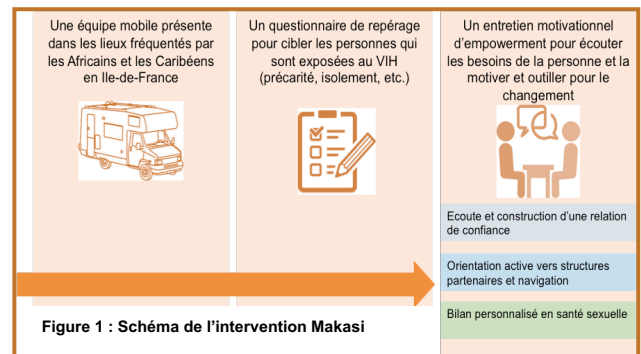 Une équipe mobile présente
dans les lieux fréquentés par
les Africains et les Caribéens
en Ile-de-France
Un questionnaire de repérage
pour cibler les personnes qui
sont exposées au VIH
(précarité, isolement, etc.)
Un entretien motivationnel
d'empowerment pour écouter
les besoins de la personne et la
motiver et outiller pour le
changement
Ecoute et construction d'une relation
de confiance
Orientation active vers structures
partenaires et navigation
Bilan personnalisé en santé sexuelle
Figure 1 : Schéma de l'intervention Makasi